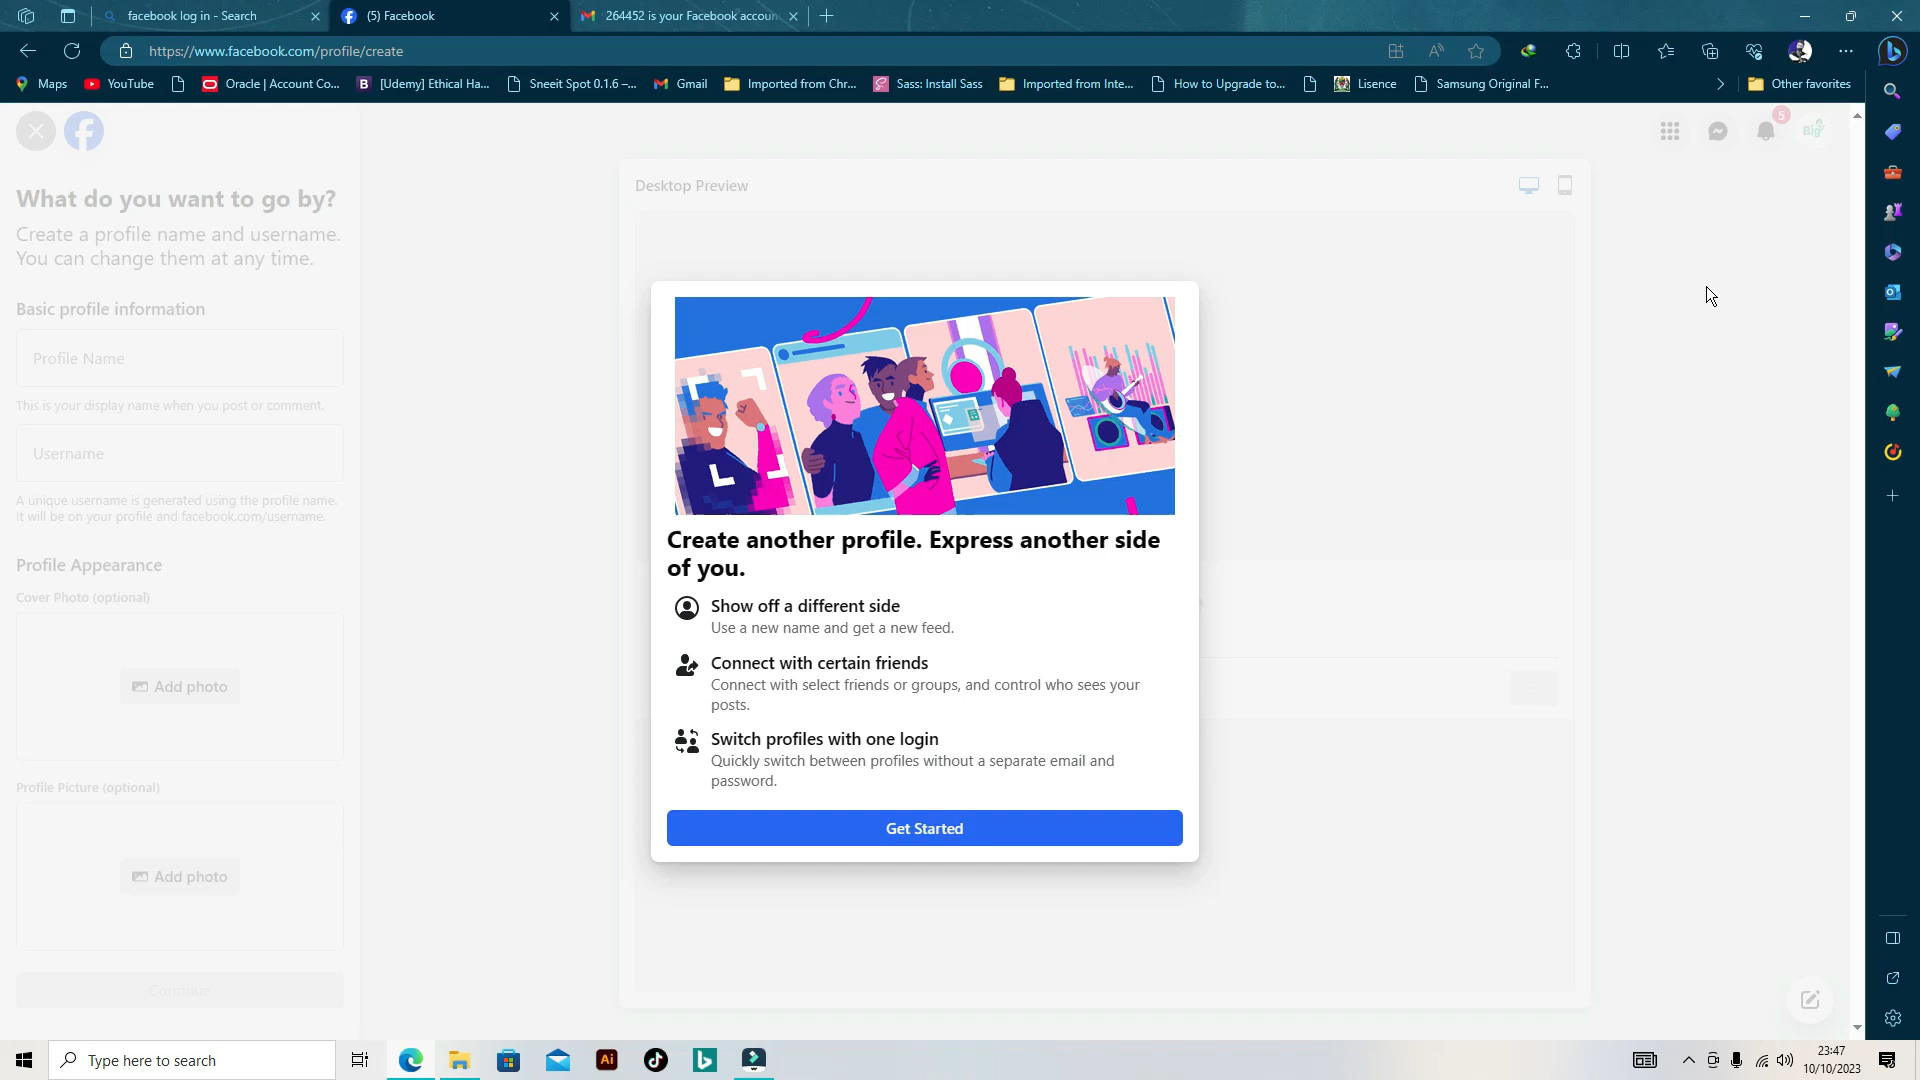 facebook log in - Search
(5) Facebook
264452 is your Facebook accoun
https://www.facebook.com/profile/create
Maps
YouTube
Oracle | Account Co...
[Udemy] Ethical Ha...
Sneeit Spot 0.1.6 –...
Gmail
Imported from Chr...
Sass: Install Sass
Imported from Inte...
How to Upgrade to...
Lisence
Samsung Original F...
Other favorites
5
Big
What do you want to go by?
Create a profile name and username.
You can change them at any time.
Basic profile information
Profile Name
This is your display name when you post or comment.
Username
A unique username is generated using the profile name.
It will be on your profile and facebook.com/username.
Profile Appearance
Cover Photo (optional)
Add photo
Profile Picture (optional)
Add photo
Continue
Desktop Preview
Create another profile. Express another side
of you.
Show off a different side
Use a new name and get a new feed.
Connect with certain friends
Connect with select friends or groups, and control who sees your
posts.
Switch profiles with one login
Quickly switch between profiles without a separate email and
password.
Get Started
Type here to search
Ai
23:47
10/10/2023